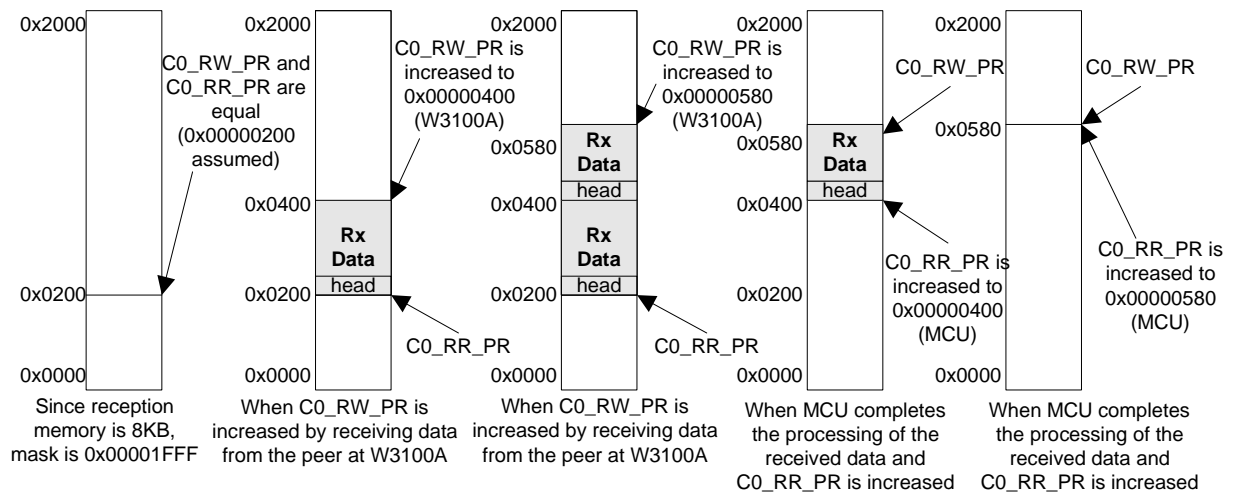 0x2000
C0_RW_PR and
C0_RR_PR are
equal
(0x00000200
assumed)
0x0200
0x0000
Since reception
memory is 8KB,
mask is 0x00001FFF
0x2000
C0_RW_PR is
increased to
0x00000400
(W3100A)
0x0400
Rx
Data
head
0x0200
C0_RR_PR
0x0000
When C0_RW_PR is
increased by receiving data
from the peer at W3100A
0x2000
C0_RW_PR is
increased to
0x00000580
(W3100A)
0x0580
Rx
Data
head
0x0400
Rx
Data
head
0x0200
C0_RR_PR
0x0000
When C0_RW_PR is
increased by receiving data
from the peer at W3100A
0x2000
C0_RW_PR
0x0580
Rx
Data
head
0x0400
C0_RR_PR is
increased to
0x00000400
(MCU)
0x0200
0x0000
When MCU completes
the processing of the
received data and
C0_RR_PR is increased
0x2000
C0_RW_PR
0x0580
C0_RR_PR is
increased to
0x00000580
(MCU)
0x0000
When MCU completes
the processing of the
received data and
C0_RR_PR is increased